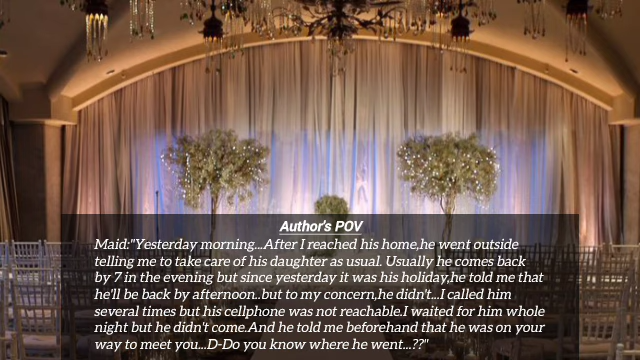 Author's POV
Maid:"Yesterday morning...After I reached his home,he went outside
telling me to take care of his daughter as usual. Usually he comes back
by 7 in the evening but since yesterday it was his holiday,he told me that
he'll be back by afternoon..but to my concern,he didn't...I called him
several times but his cellphone was not reachable.I waited for him whole
night but he didn't come.And he told me beforehand that he was on your
way to meet you...D-Do you know where he went...??"